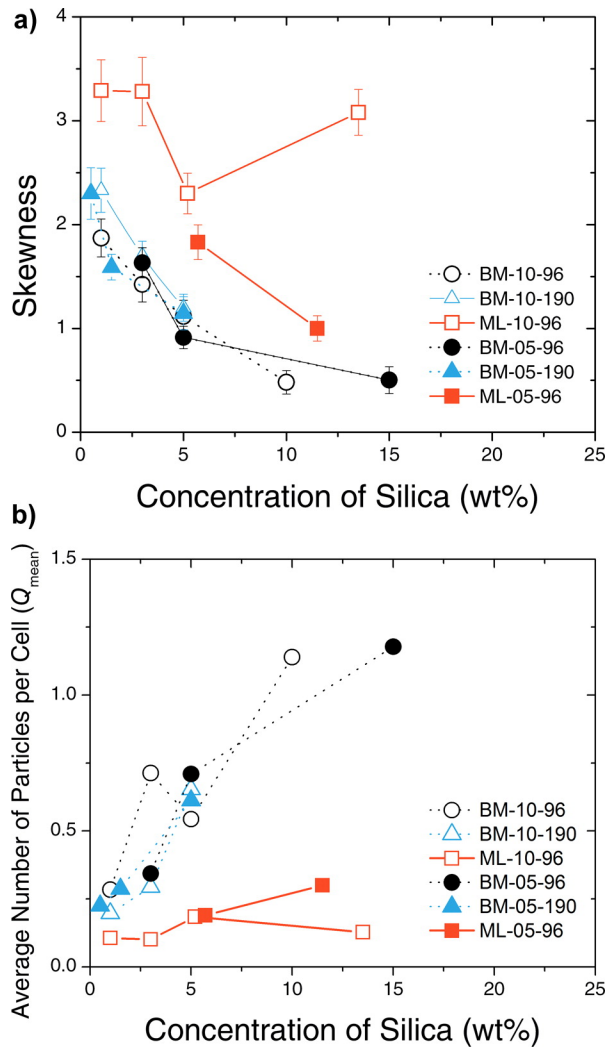 a)
4
3
2
1
0
Skewness
BM-10-96
BM-10-190
ML-10-96
BM-05-96
BM-05-190
ML-05-96
0 5 10 15 20 25
Concentration of Silica (wt%)
b)
1.5
1.0
0.5
0.0
Average Number of Particles per Cell (Qmean)
BM-10-96
BM-10-190
ML-10-96
BM-05-96
BM-05-190
ML-05-96
0 5 10 15 20 25
Concentration of Silica (wt%)